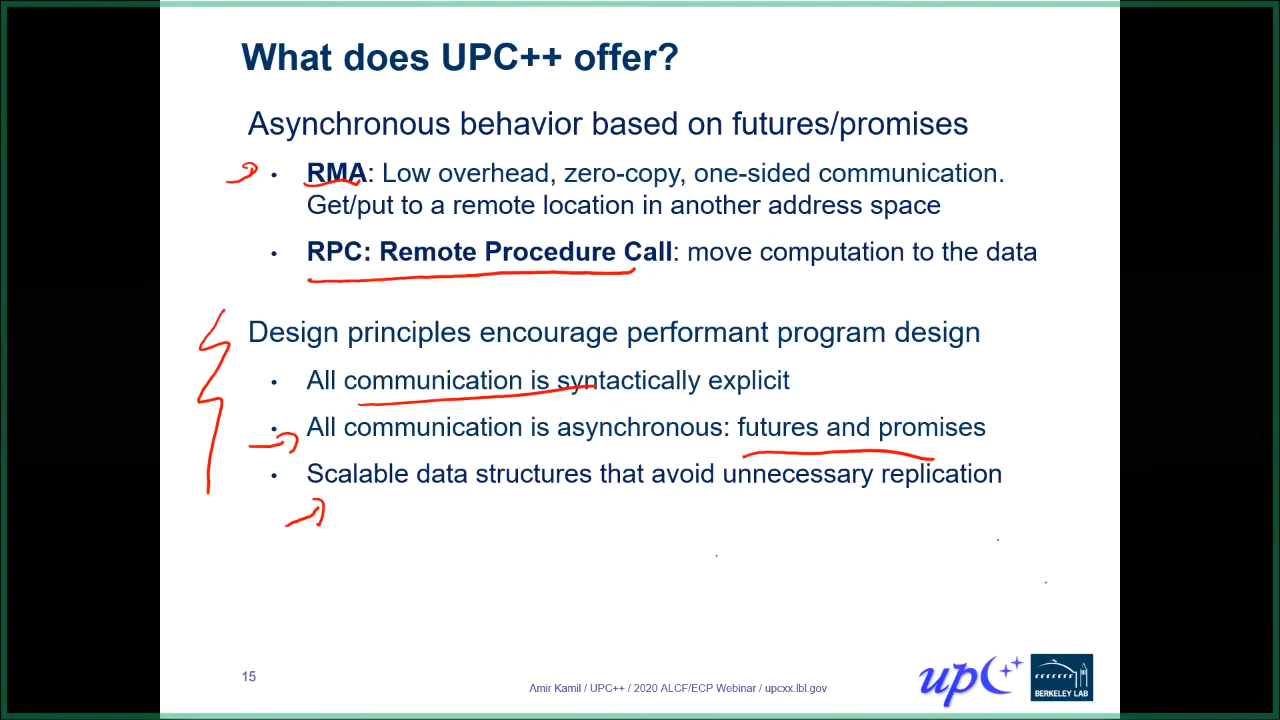 What does UPC++ offer?
Asynchronous behavior based on futures/promises
• RMA: Low overhead, zero-copy, one-sided communication.
Get/put to a remote location in another address space
• RPC: Remote Procedure Call: move computation to the data
Design principles encourage performant program design
• All communication is syntactically explicit
• All communication is asynchronous: futures and promises
• Scalable data structures that avoid unnecessary replication
15
Amir Kamil / UPC++ / 2020 ALCF/ECP Webinar / upcxx.lbl.gov
upc++
BERKELEY LAB